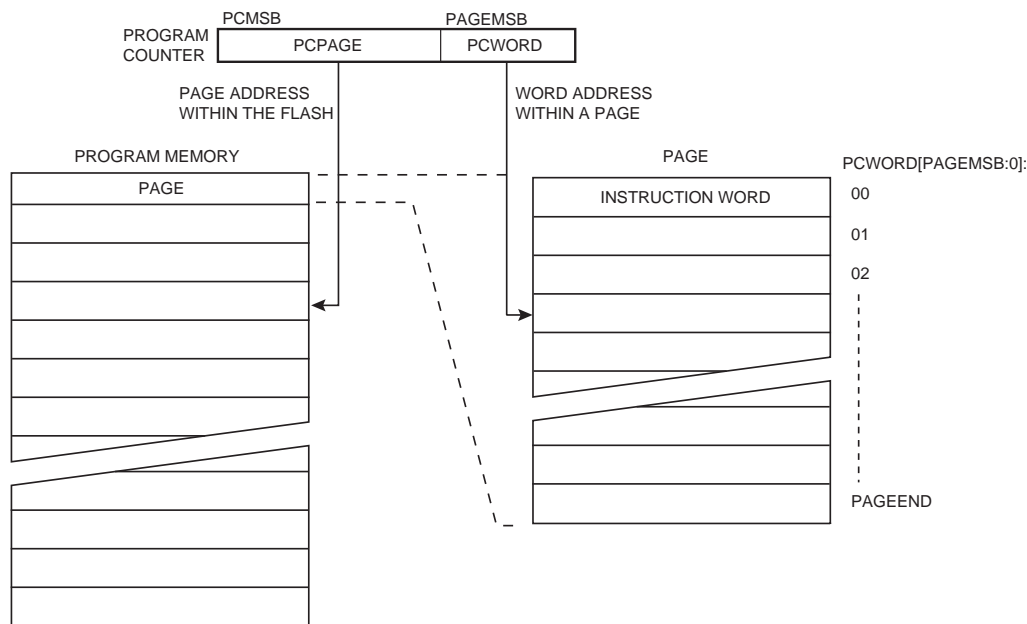 PCMSB
PAGEMSB
PROGRAM
COUNTER
PCPAGE
PCWORD
PAGE ADDRESS
WITHIN THE FLASH
WORD ADDRESS
WITHIN A PAGE
PROGRAM MEMORY
PAGE
PAGE
PCWORD[PAGEMSB:0]:
INSTRUCTION WORD
00
01
02
PAGEEND